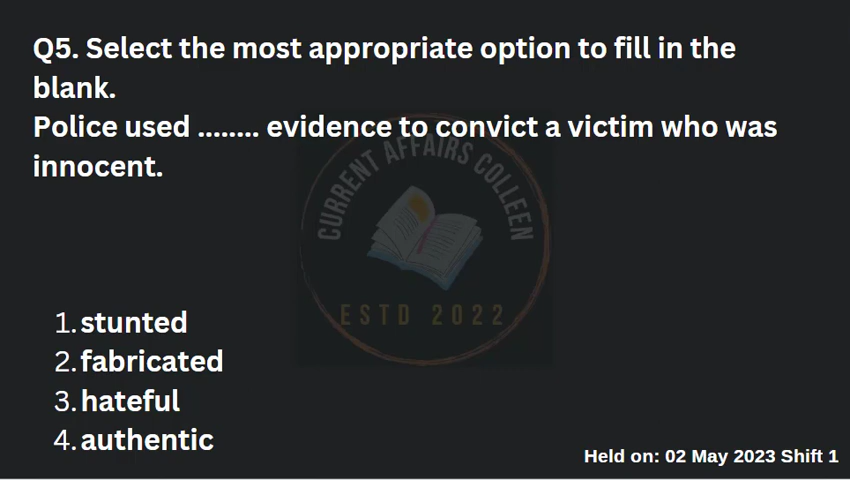 Q5. Select the most appropriate option to fill in the
blank.
Police used ........ evidence to convict a victim who was
innocent.
CURRENT AFFAIRS COLLEEN
ESTD 2022
1. stunted
2. fabricated
3. hateful
4. authentic
Held on: 02 May 2023 Shift 1